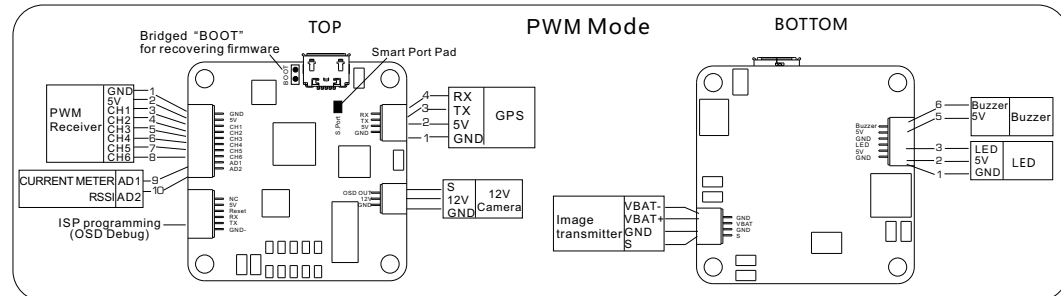 TOP
PWM Mode
BOTTOM
Bridged “BOOT”
for recovering firmware
Smart Port Pad
BOOT
S.Port
PWM
Receiver
GND 1
5V 2
CH1 3
CH2 4
CH3 5
CH4 6
CH5 7
CH6 8
GND
5V
CH1
CH2
CH3
CH4
CH5
CH6
AD1
AD2
CURRENT METER AD1 9
RSSI AD2 10
ISP programming
(OSD Debug)
NC
5V
Reset
RX
TX
GND-
RX
TX
5V
GND
4 RX
3 TX
2 5V
1 GND
GPS
OSD OUT
12V
GND
S
12V
GND
12V
Camera
Image
transmitter
VBAT-
VBAT+
GND
S
GND
VBAT
GND
S
Buzzer
5V
GND
LED
5V
GND
6 Buzzer
5 5V
Buzzer
3 LED
2 5V
1 GND
LED